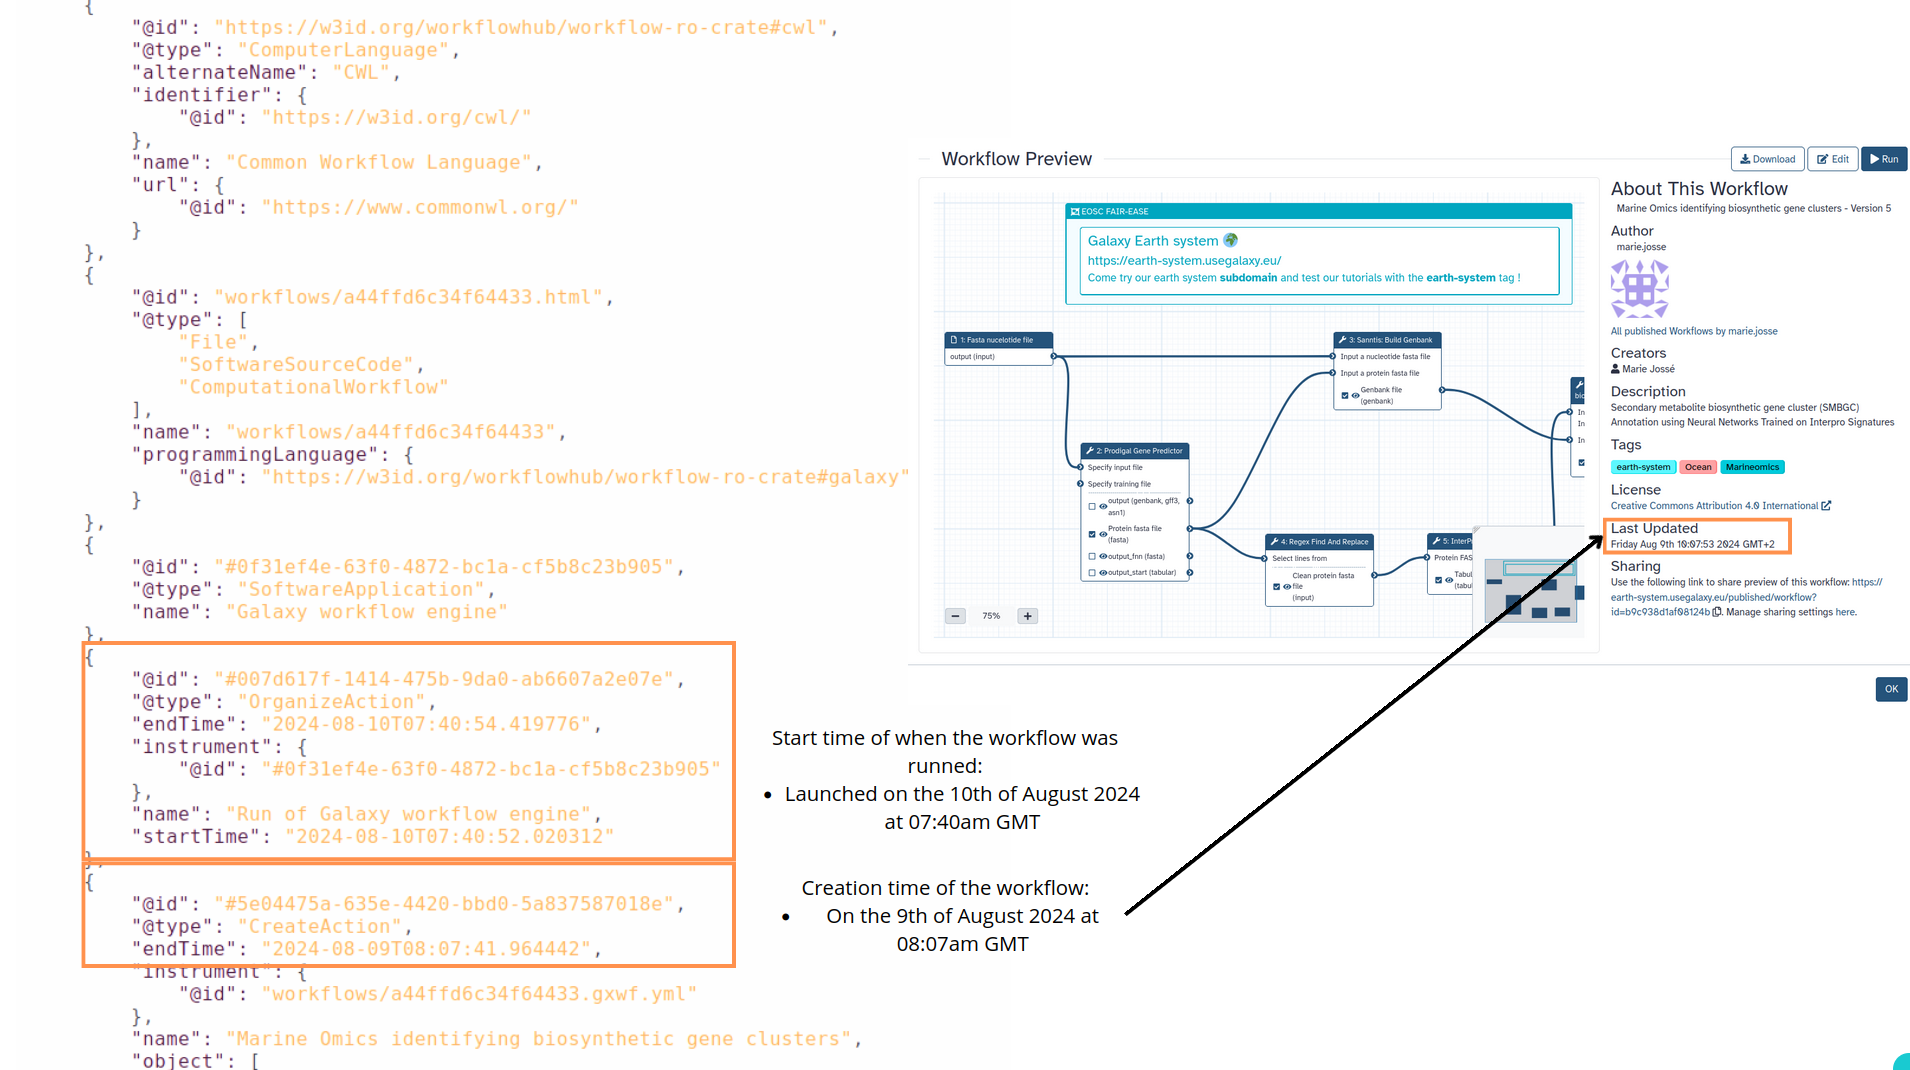 {
"@id": "https://w3id.org/workflowhub/workflow-ro-crate#cwl",
"@type": "ComputerLanguage",
"alternateName": "CWL",
"identifier": {
"@id": "https://w3id.org/cwl/"
},
"name": "Common Workflow Language",
"url": {
"@id": "https://www.commonwl.org/"
}
},
{
"@id": "workflows/a44ffd6c34f64433.html",
"@type": [
"File",
"SoftwareSourceCode",
"ComputationalWorkflow"
],
"name": "workflows/a44ffd6c34f64433",
"programmingLanguage": {
"@id": "https://w3id.org/workflowhub/workflow-ro-crate#galaxy"
}
},
{
"@id": "#0f31ef4e-63f0-4872-bc1a-cf5b8c23b905",
"@type": "SoftwareApplication",
"name": "Galaxy workflow engine"
},
{
"@id": "#007d617f-1414-475b-9da0-ab6607a2e07e",
"@type": "OrganizeAction",
"endTime": "2024-08-10T07:40:54.419776",
"instrument": {
"@id": "#0f31ef4e-63f0-4872-bc1a-cf5b8c23b905"
},
"name": "Run of Galaxy workflow engine",
"startTime": "2024-08-10T07:40:52.020312"
},
{
"@id": "#5e04475a-635e-4420-bbd0-5a837587018e",
"@type": "CreateAction",
"endTime": "2024-08-09T08:07:41.964442",
"instrument": {
"@id": "workflows/a44ffd6c34f64433.gxwf.yml"
},
"name": "Marine Omics identifying biosynthetic gene clusters",
"object": [
Workflow Preview
Download
Edit
Run
EOSC FAIR-EASE
Galaxy Earth system
https://earth-system.usegalaxy.eu/
Come try our earth system subdomain and test our tutorials with the earth-system tag !
1: Fasta nucelotide file
output (input)
2: Prodigal Gene Predictor
Specify input file
Specify training file
output (genbank, gff3,
asn1)
Protein fasta file
(fasta)
output_fnn (fasta)
output_start (tabular)
3: Sanntis: Build Genbank
Input a nucleotide fasta file
Input a protein fasta file
Genbank file
(genbank)
4: Regex Find And Replace
Select lines from
Clean protein fasta
file
(input)
5: InterP
Protein FAS
Tabul
(tabu
bio
In
In
In
75%
About This Workflow
Marine Omics identifying biosynthetic gene clusters - Version 5
Author
marie.josse
All published Workflows by marie.josse
Creators
Marie Jossé
Description
Secondary metabolite biosynthetic gene cluster (SMBGC)
Annotation using Neural Networks Trained on Interpro Signatures
Tags
earth-system
Ocean
Marineomics
License
Creative Commons Attribution 4.0 International
Last Updated
Friday Aug 9th 10:07:53 2024 GMT+2
Sharing
Use the following link to share preview of this workflow: https://
earth-system.usegalaxy.eu/published/workflow?
id=b9c938d1af08124b . Manage sharing settings here.
OK
Start time of when the workflow was
runned:
• Launched on the 10th of August 2024
at 07:40am GMT
Creation time of the workflow:
• On the 9th of August 2024 at
08:07am GMT